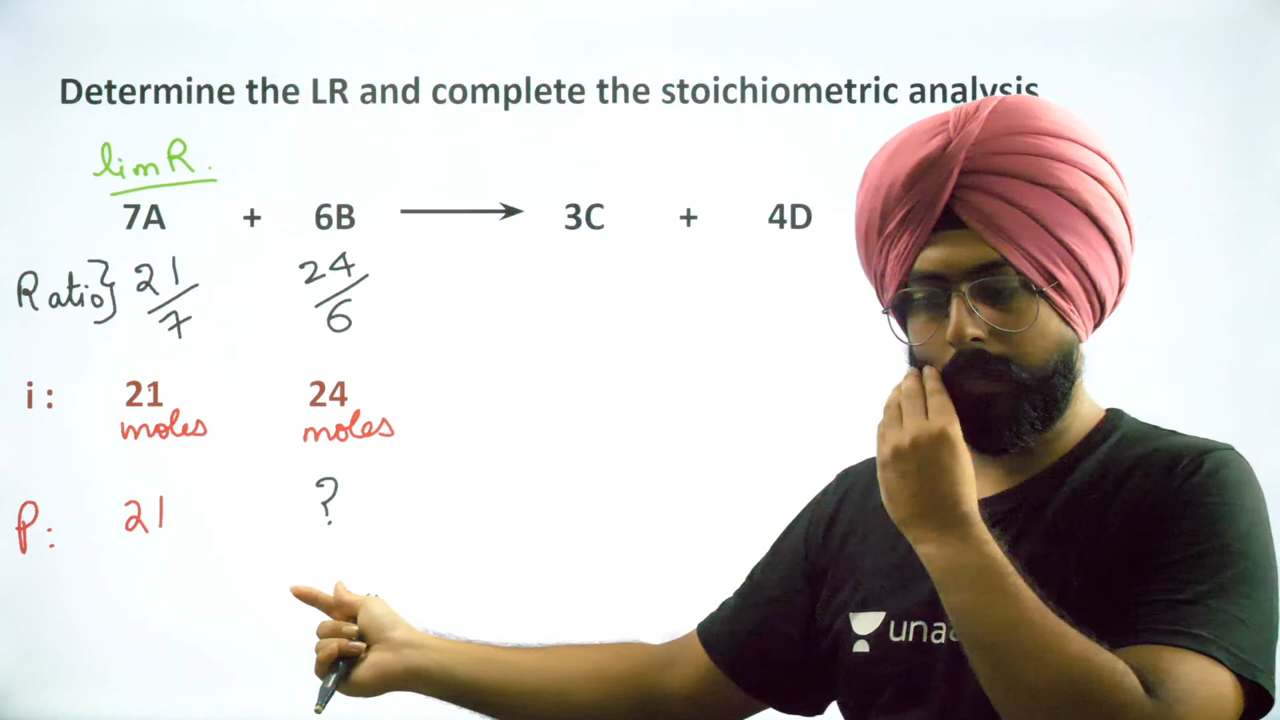 Determine the LR and complete the stoichiometric analysis
lim R.
7A + 6B → 3C + 4D
Ratio} 21/7 24/6
i : 21 24
moles moles
P: 21 ?
una